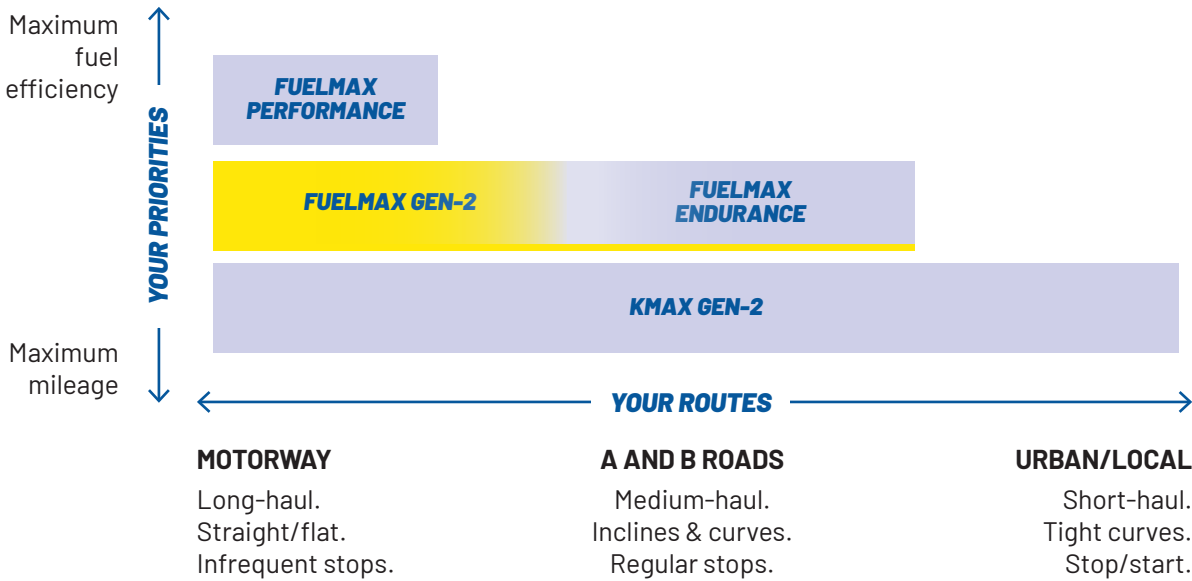 Maximum
fuel
efficiency
YOUR PRIORITIES
Maximum
mileage
FUELMAX
PERFORMANCE
FUELMAX GEN-2
FUELMAX
ENDURANCE
KMAX GEN-2
YOUR ROUTES
MOTORWAY
Long-haul.
Straight/flat.
Infrequent stops.
A AND B ROADS
Medium-haul.
Inclines & curves.
Regular stops.
URBAN/LOCAL
Short-haul.
Tight curves.
Stop/start.